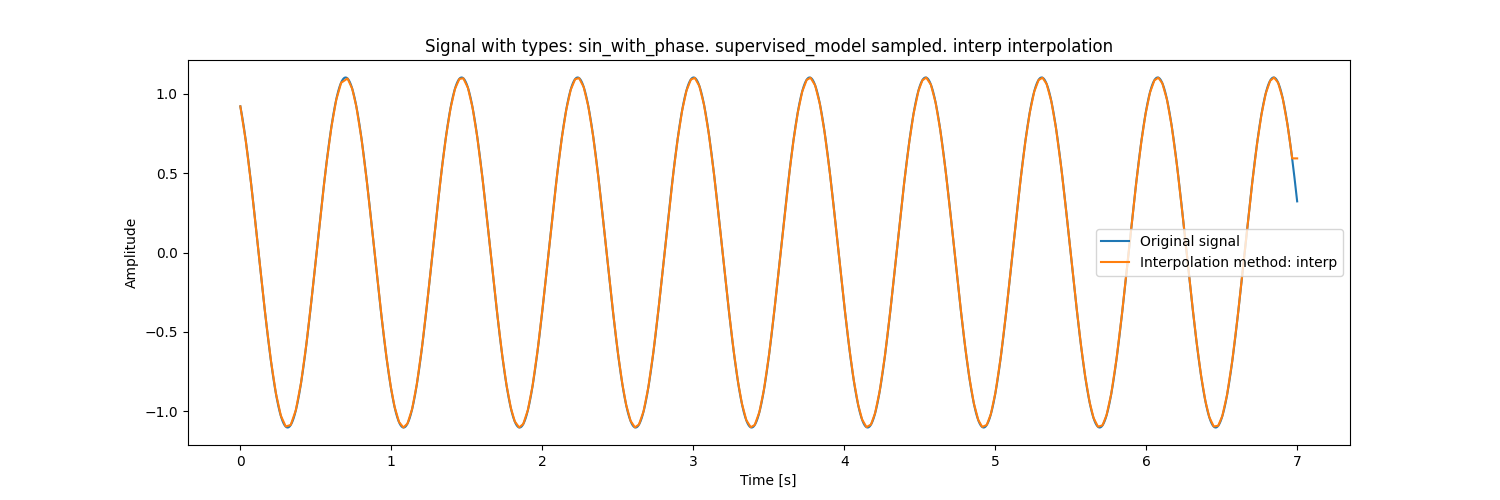 Signal with types: sin_with_phase. supervised_model sampled. interp interpolation
1.0
0.5
0.0
−0.5
−1.0
Amplitude
Original signal
Interpolation method: interp
0 1 2 3 4 5 6 7
Time [s]